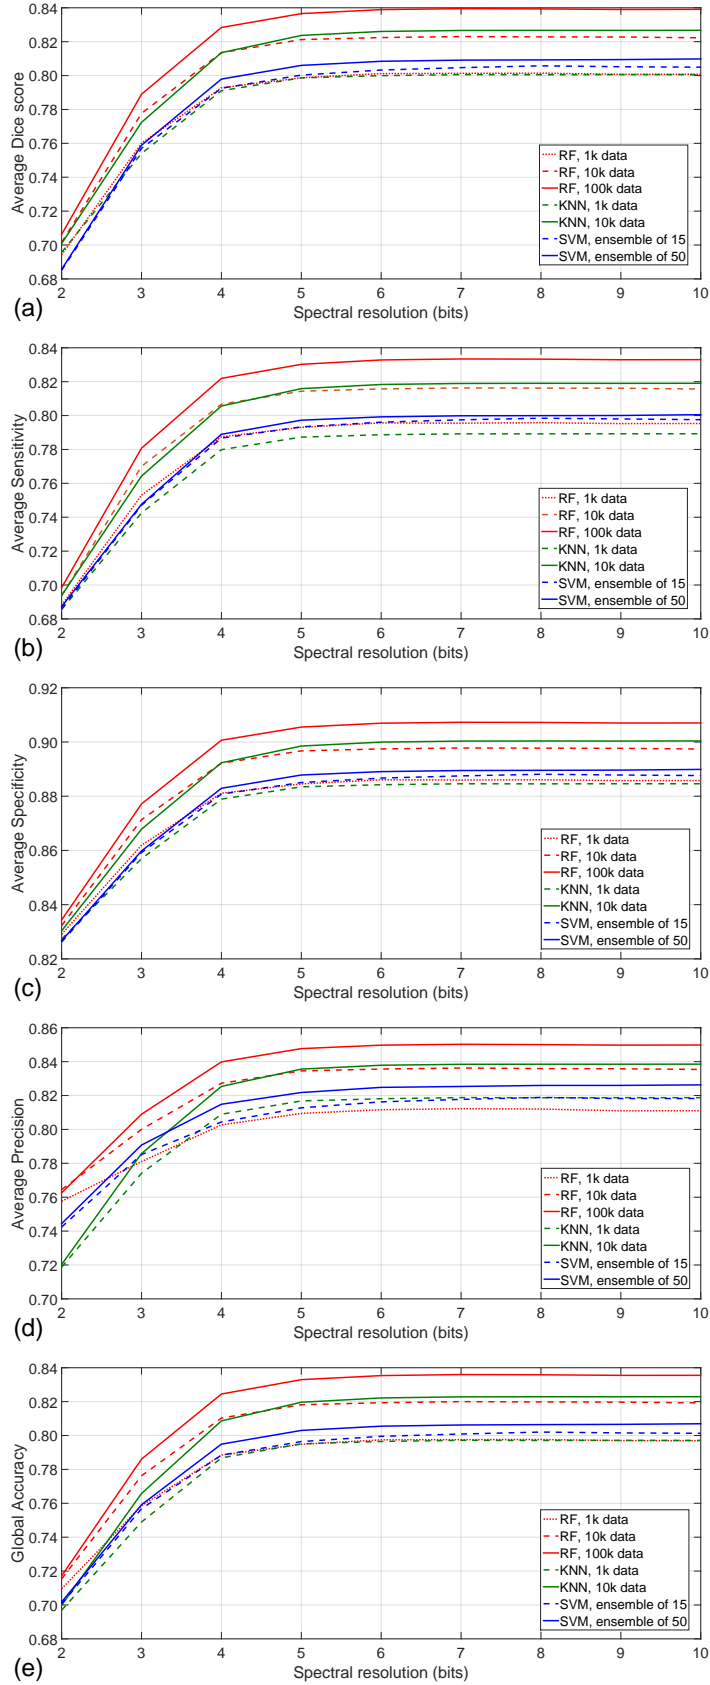 0.84
0.82
0.80
0.78
0.76
0.74
0.72
0.70
0.68
Average Dice score
RF, 1k data
RF, 10k data
RF, 100k data
KNN, 1k data
KNN, 10k data
SVM, ensemble of 15
SVM, ensemble of 50
2 3 4 5 6 7 8 9 10
Spectral resolution (bits)
(a)
0.84
0.82
0.80
0.78
0.76
0.74
0.72
0.70
0.68
Average Sensitivity
RF, 1k data
RF, 10k data
RF, 100k data
KNN, 1k data
KNN, 10k data
SVM, ensemble of 15
SVM, ensemble of 50
2 3 4 5 6 7 8 9 10
Spectral resolution (bits)
(b)
0.92
0.90
0.88
0.86
0.84
0.82
Average Specificity
RF, 1k data
RF, 10k data
RF, 100k data
KNN, 1k data
KNN, 10k data
SVM, ensemble of 15
SVM, ensemble of 50
2 3 4 5 6 7 8 9 10
Spectral resolution (bits)
(c)
0.86
0.84
0.82
0.80
0.78
0.76
0.74
0.72
0.70
Average Precision
RF, 1k data
RF, 10k data
RF, 100k data
KNN, 1k data
KNN, 10k data
SVM, ensemble of 15
SVM, ensemble of 50
2 3 4 5 6 7 8 9 10
Spectral resolution (bits)
(d)
0.84
0.82
0.80
0.78
0.76
0.74
0.72
0.70
0.68
Global Accuracy
RF, 1k data
RF, 10k data
RF, 100k data
KNN, 1k data
KNN, 10k data
SVM, ensemble of 15
SVM, ensemble of 50
2 3 4 5 6 7 8 9 10
Spectral resolution (bits)
(e)